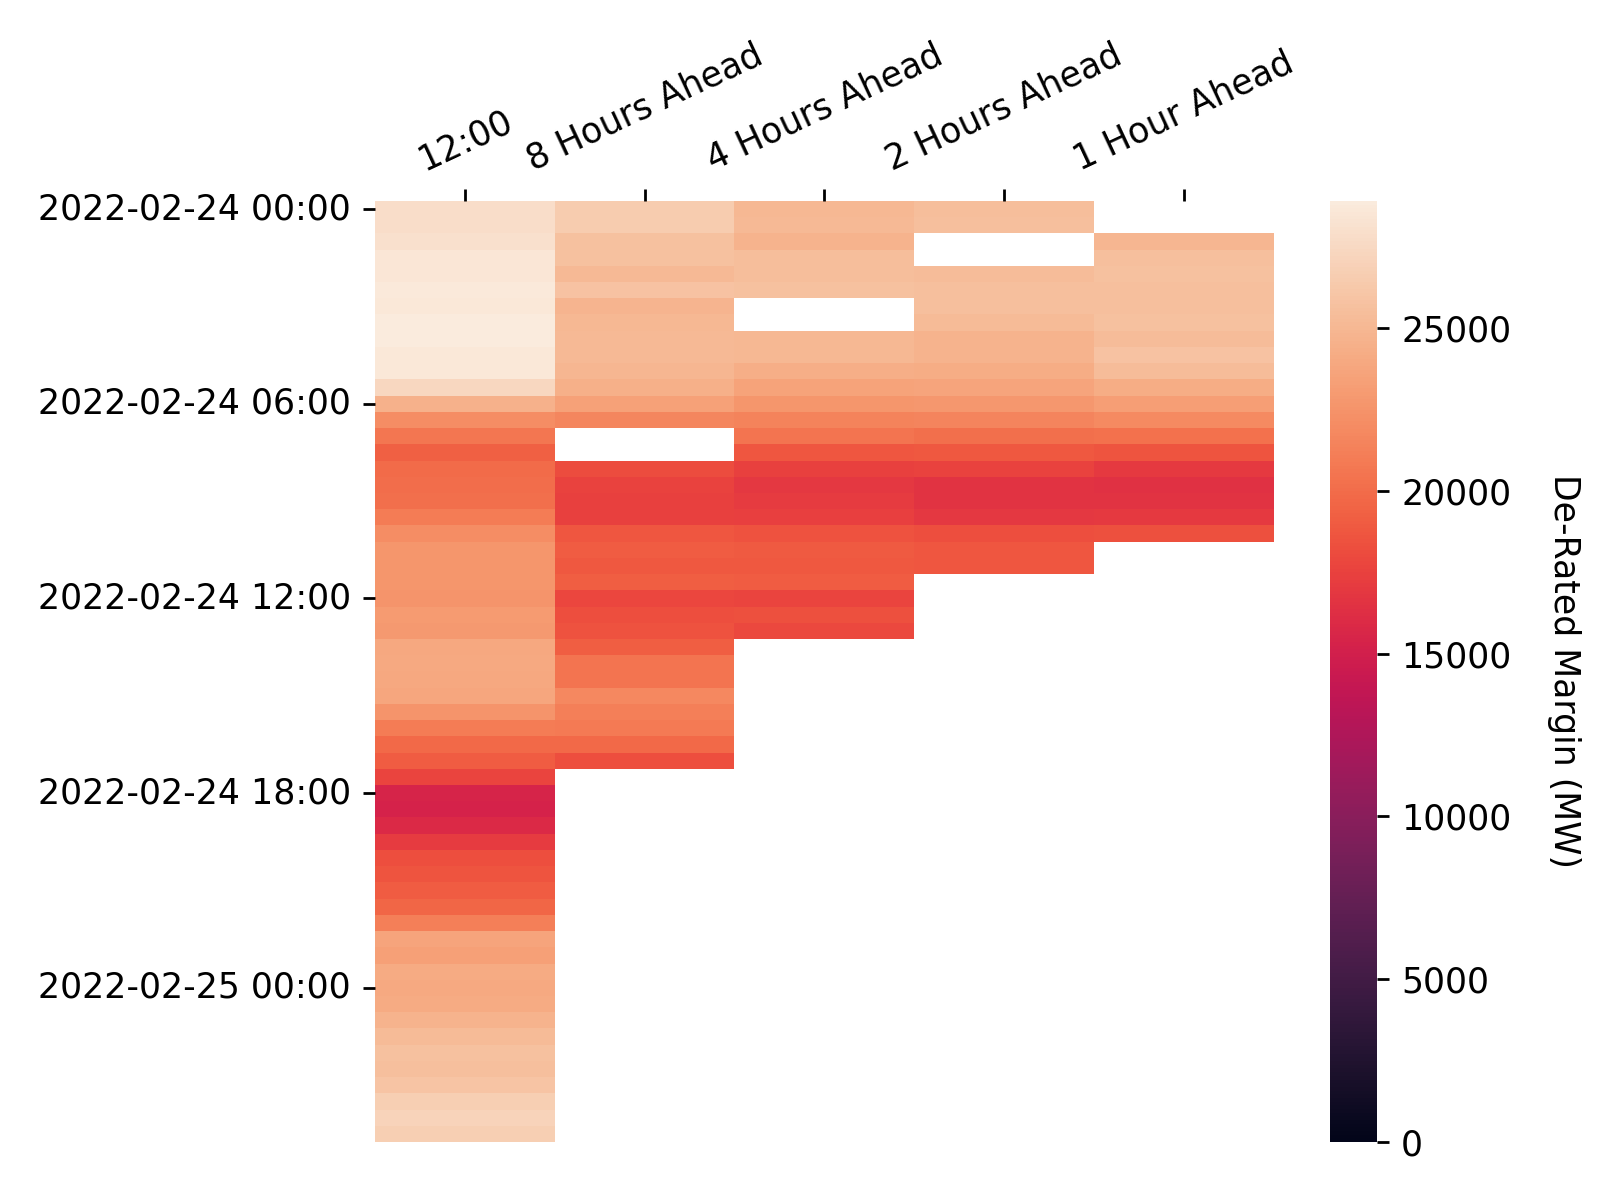 12:00
8 Hours Ahead
4 Hours Ahead
2 Hours Ahead
1 Hour Ahead
2022-02-24 00:00
2022-02-24 06:00
2022-02-24 12:00
2022-02-24 18:00
2022-02-25 00:00
25000
20000
15000
10000
5000
0
De-Rated Margin (MW)